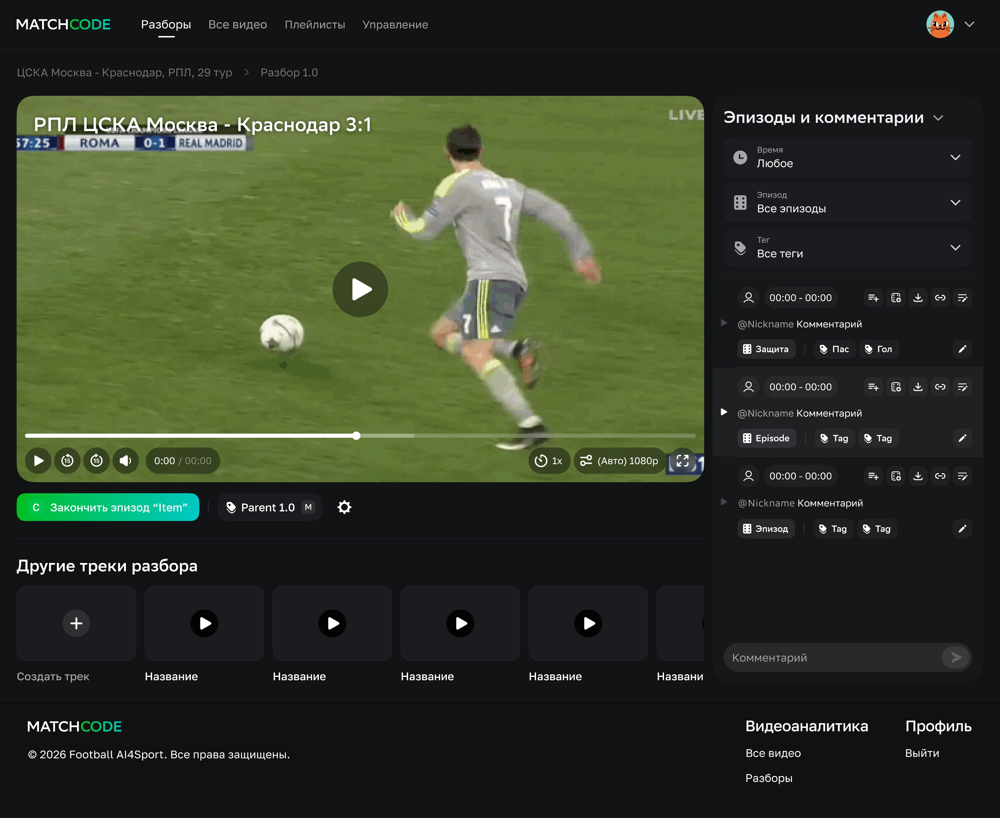 MATCHCODE
Разборы Все видео Плейлисты Управление
ЦСКА Москва - Краснодар, РПЛ, 29 тур Разбор 1.0
РПЛ ЦСКА Москва - Краснодар 3:1
LIVE
57:25 ROMA 0-1 REAL MADRID
7
7
15 15 0:00 / 00:00
1x (Авто) 1080p
C Закончить эпизод “Item” Parent 1.0 M
Другие треки разбора
Создать трек Название Название Название Название Названи
Эпизоды и комментарии
Время
Любое
Эпизод
Все эпизоды
Тег
Все теги
00:00 - 00:00
@Nickname Комментарий
Защита Пас Гол
00:00 - 00:00
@Nickname Комментарий
Episode Tag Tag
00:00 - 00:00
@Nickname Комментарий
Эпизод Tag Tag
Комментарий
MATCHCODE
© 2026 Football AI4Sport. Все права защищены.
Видеоаналитика
Все видео
Разборы
Профиль
Выйти